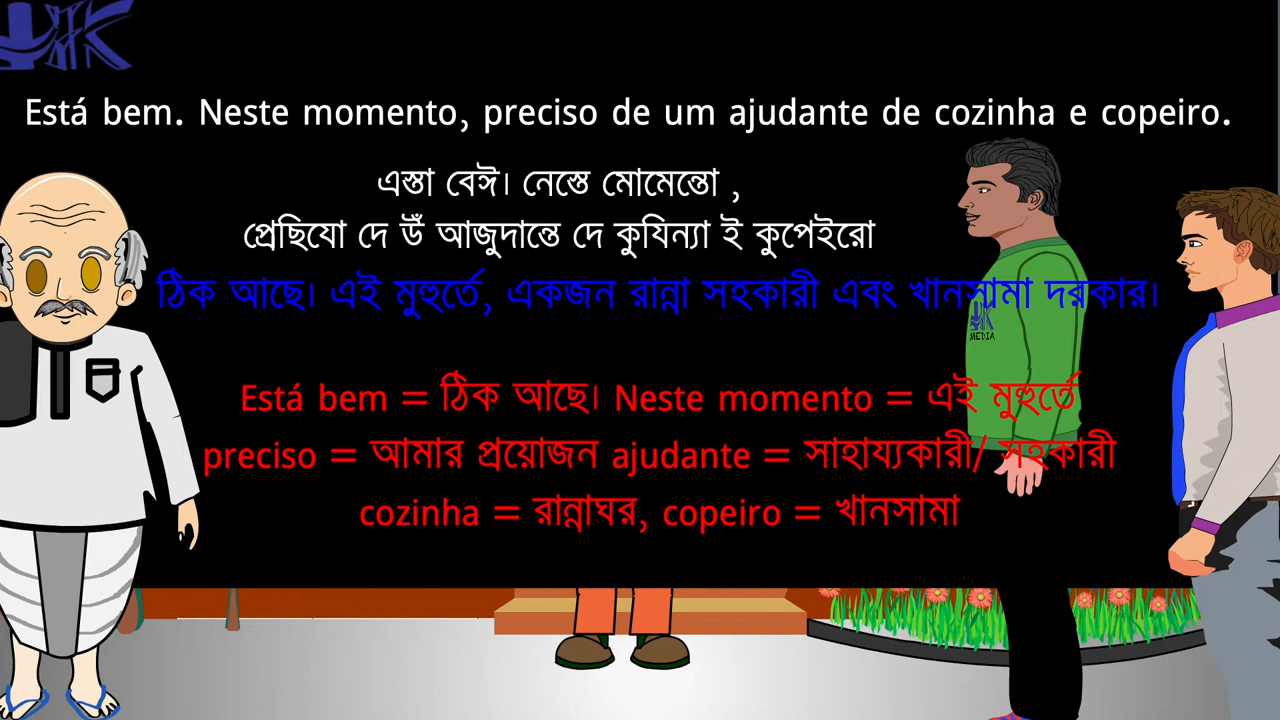 Está bem. Neste momento, preciso de um ajudante de cozinha e copeiro.
এস্তা বেঈ। নেস্তে মোমেন্তো ,
প্রেছিযো দে উঁ আজুদান্তে দে কুযিন্যা ই কুপেইরো
ঠিক আছে। এই মুহুর্তে, একজন রান্না সহকারী এবং খানসামা দরকার।
MEDIA
Está bem = ঠিক আছে। Neste momento = এই মুহুর্তে
preciso = আমার প্রয়োজন ajudante = সাহায্যকারী/ সহকারী
cozinha = রান্নাঘর, copeiro = খানসামা